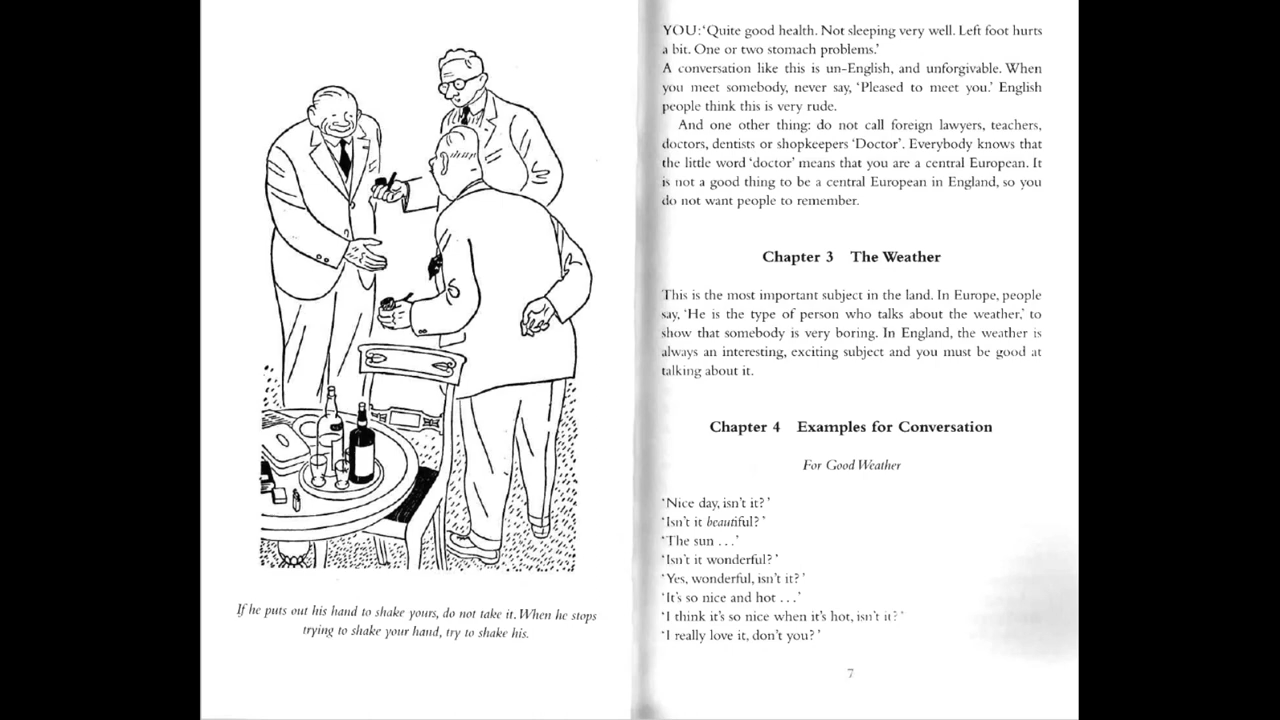 If he puts out his hand to shake yours, do not take it. When he stops
trying to shake your hand, try to shake his.
YOU: ‘Quite good health. Not sleeping very well. Left foot hurts
a bit. One or two stomach problems.’
A conversation like this is un-English, and unforgivable. When
you meet somebody, never say, ‘Pleased to meet you.’ English
people think this is very rude.
And one other thing: do not call foreign lawyers, teachers,
doctors, dentists or shopkeepers ‘Doctor’. Everybody knows that
the little word ‘doctor’ means that you are a central European. It
is not a good thing to be a central European in England, so you
do not want people to remember.
Chapter 3 The Weather
This is the most important subject in the land. In Europe, people
say, ‘He is the type of person who talks about the weather,’ to
show that somebody is very boring. In England, the weather is
always an interesting, exciting subject and you must be good at
talking about it.
Chapter 4 Examples for Conversation
For Good Weather
‘Nice day, isn’t it?’
‘Isn’t it beautiful?’
‘The sun . . .’
‘Isn’t it wonderful?’
‘Yes, wonderful, isn’t it?’
‘It’s so nice and hot . . .’
‘I think it’s so nice when it’s hot, isn’t it?’
‘I really love it, don’t you?’
7